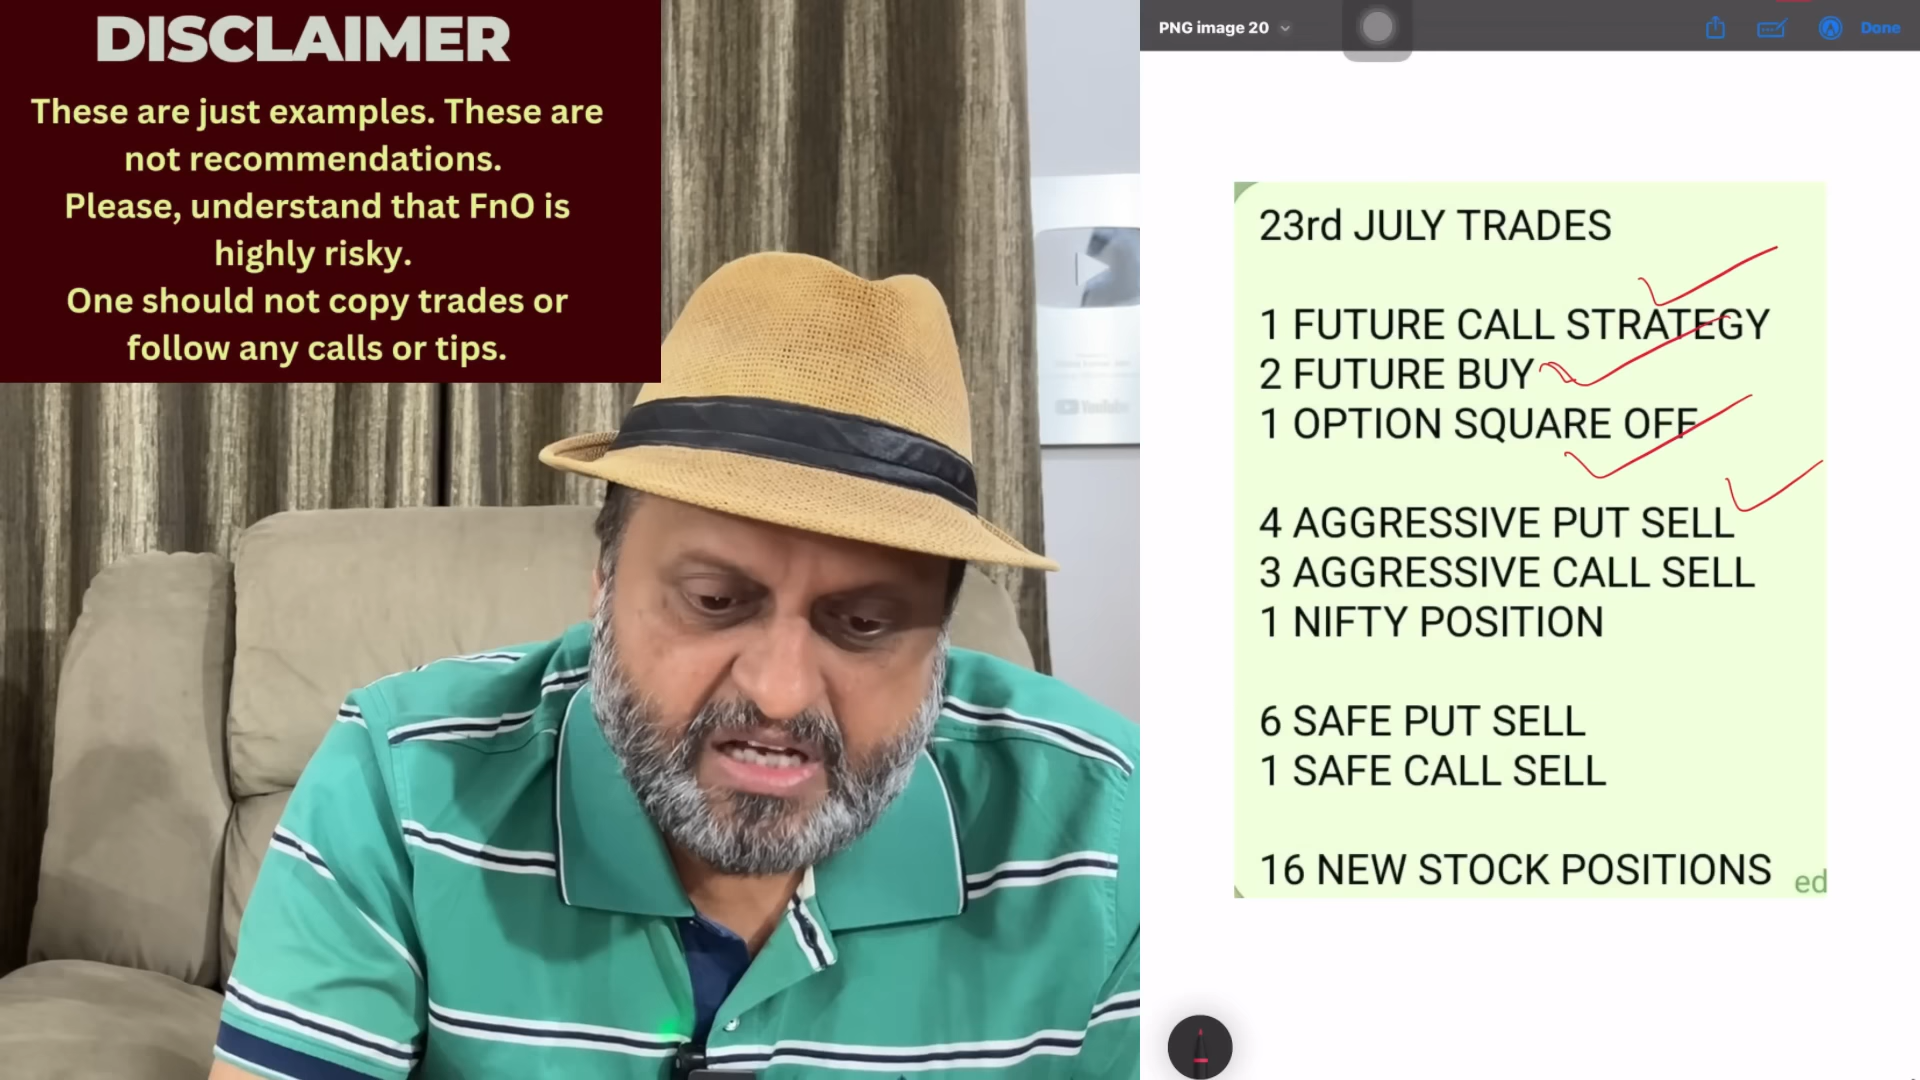 DISCLAIMER
These are just examples. These are
not recommendations.
Please, understand that FnO is
highly risky.
One should not copy trades or
follow any calls or tips.
PNG image 20
Done
23rd JULY TRADES
1 FUTURE CALL STRATEGY
2 FUTURE BUY
1 OPTION SQUARE OFF
4 AGGRESSIVE PUT SELL
3 AGGRESSIVE CALL SELL
1 NIFTY POSITION
6 SAFE PUT SELL
1 SAFE CALL SELL
16 NEW STOCK POSITIONS ed
YouTube